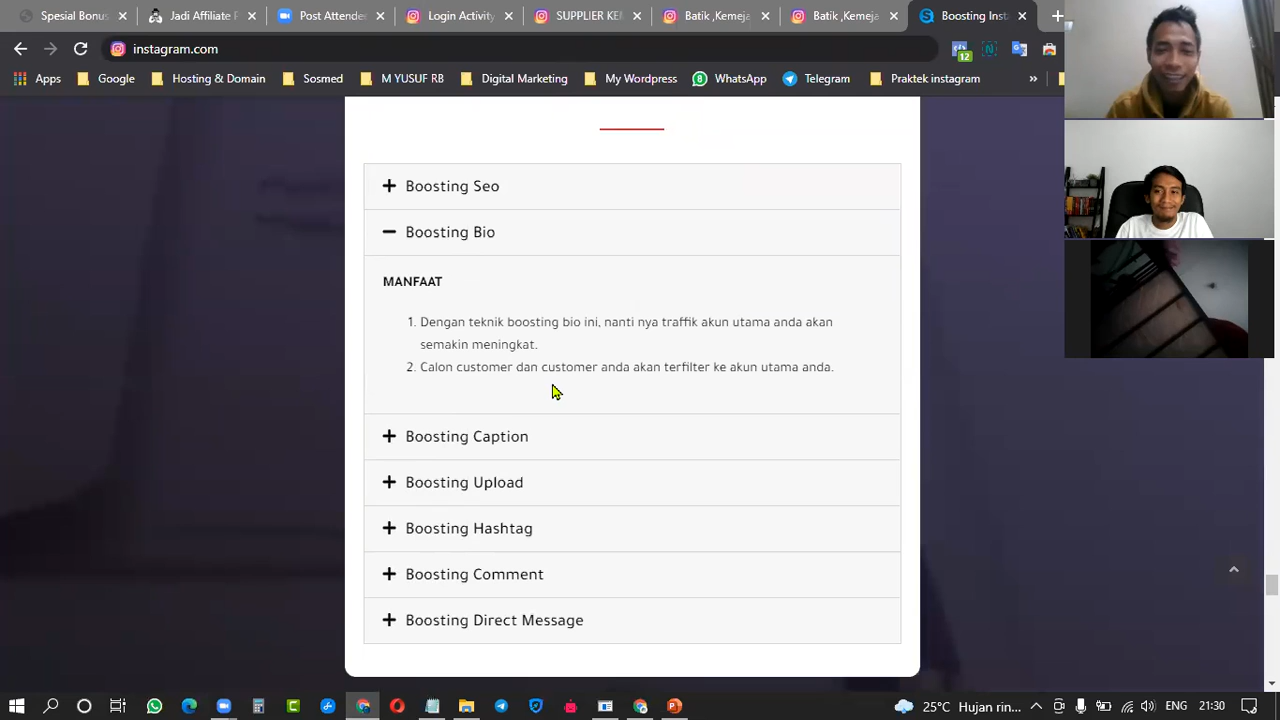 Spesial Bonus
Jadi Affiliate P
Post Attendee
Login Activity
SUPPLIER KE
Batik ,Kemeja
Batik ,Kemeja
Boosting Inst
instagram.com
12
Apps
Google
Hosting & Domain
Sosmed
M YUSUF RB
Digital Marketing
My Wordpress
8
WhatsApp
Telegram
Praktek instagram
»
Boosting Seo
Boosting Bio
MANFAAT
1. Dengan teknik boosting bio ini, nanti nya traffik akun utama anda akan
semakin meningkat.
2. Calon customer dan customer anda akan terfilter ke akun utama anda.
Boosting Caption
Boosting Upload
Boosting Hashtag
Boosting Comment
Boosting Direct Message
25°C Hujan rin... ENG 21:30